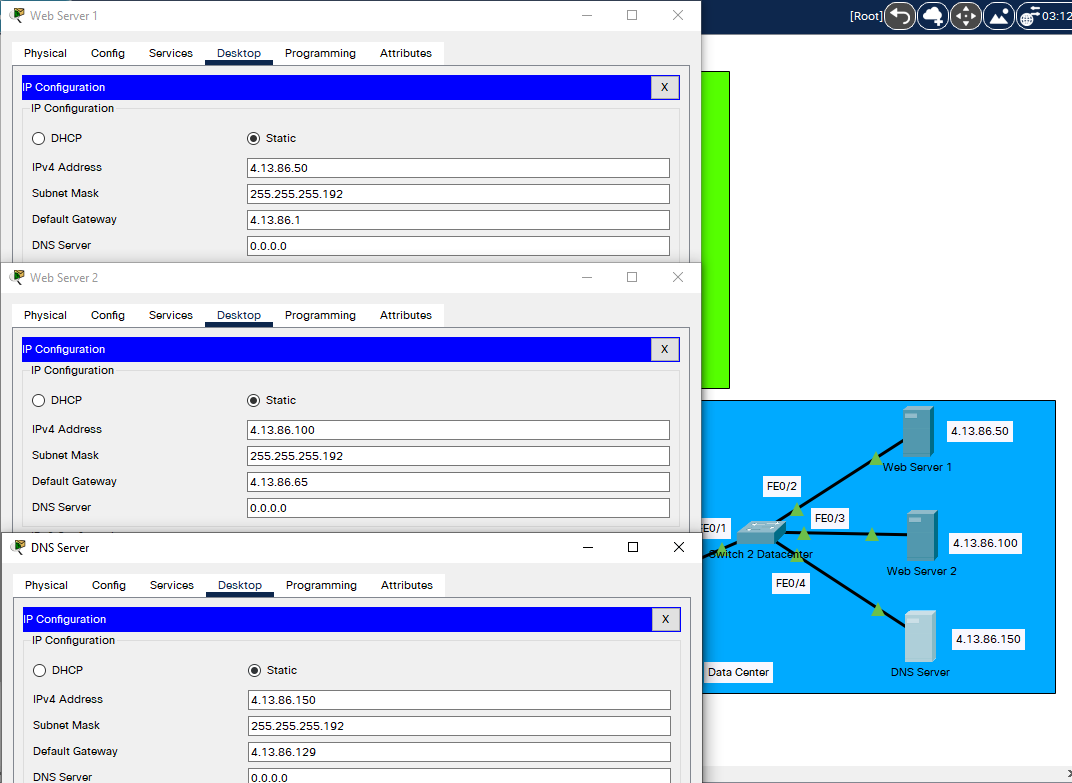 Web Server 1
Physical Config Services Desktop Programming Attributes
IP Configuration X
IP Configuration
DHCP Static
IPv4 Address 4.13.86.50
Subnet Mask 255.255.255.192
Default Gateway 4.13.86.1
DNS Server 0.0.0.0
Web Server 2
Physical Config Services Desktop Programming Attributes
IP Configuration X
IP Configuration
DHCP Static
IPv4 Address 4.13.86.100
Subnet Mask 255.255.255.192
Default Gateway 4.13.86.65
DNS Server 0.0.0.0
DNS Server
Physical Config Services Desktop Programming Attributes
IP Configuration X
IP Configuration
DHCP Static
IPv4 Address 4.13.86.150
Subnet Mask 255.255.255.192
Default Gateway 4.13.86.129
DNS Server 0.0.0.0
[Root] 03:12
4.13.86.50
Web Server 1
FE0/2
FE0/3
FE0/1
4.13.86.100
Switch 2 Datacenter
Web Server 2
FE0/4
4.13.86.150
Data Center
DNS Server